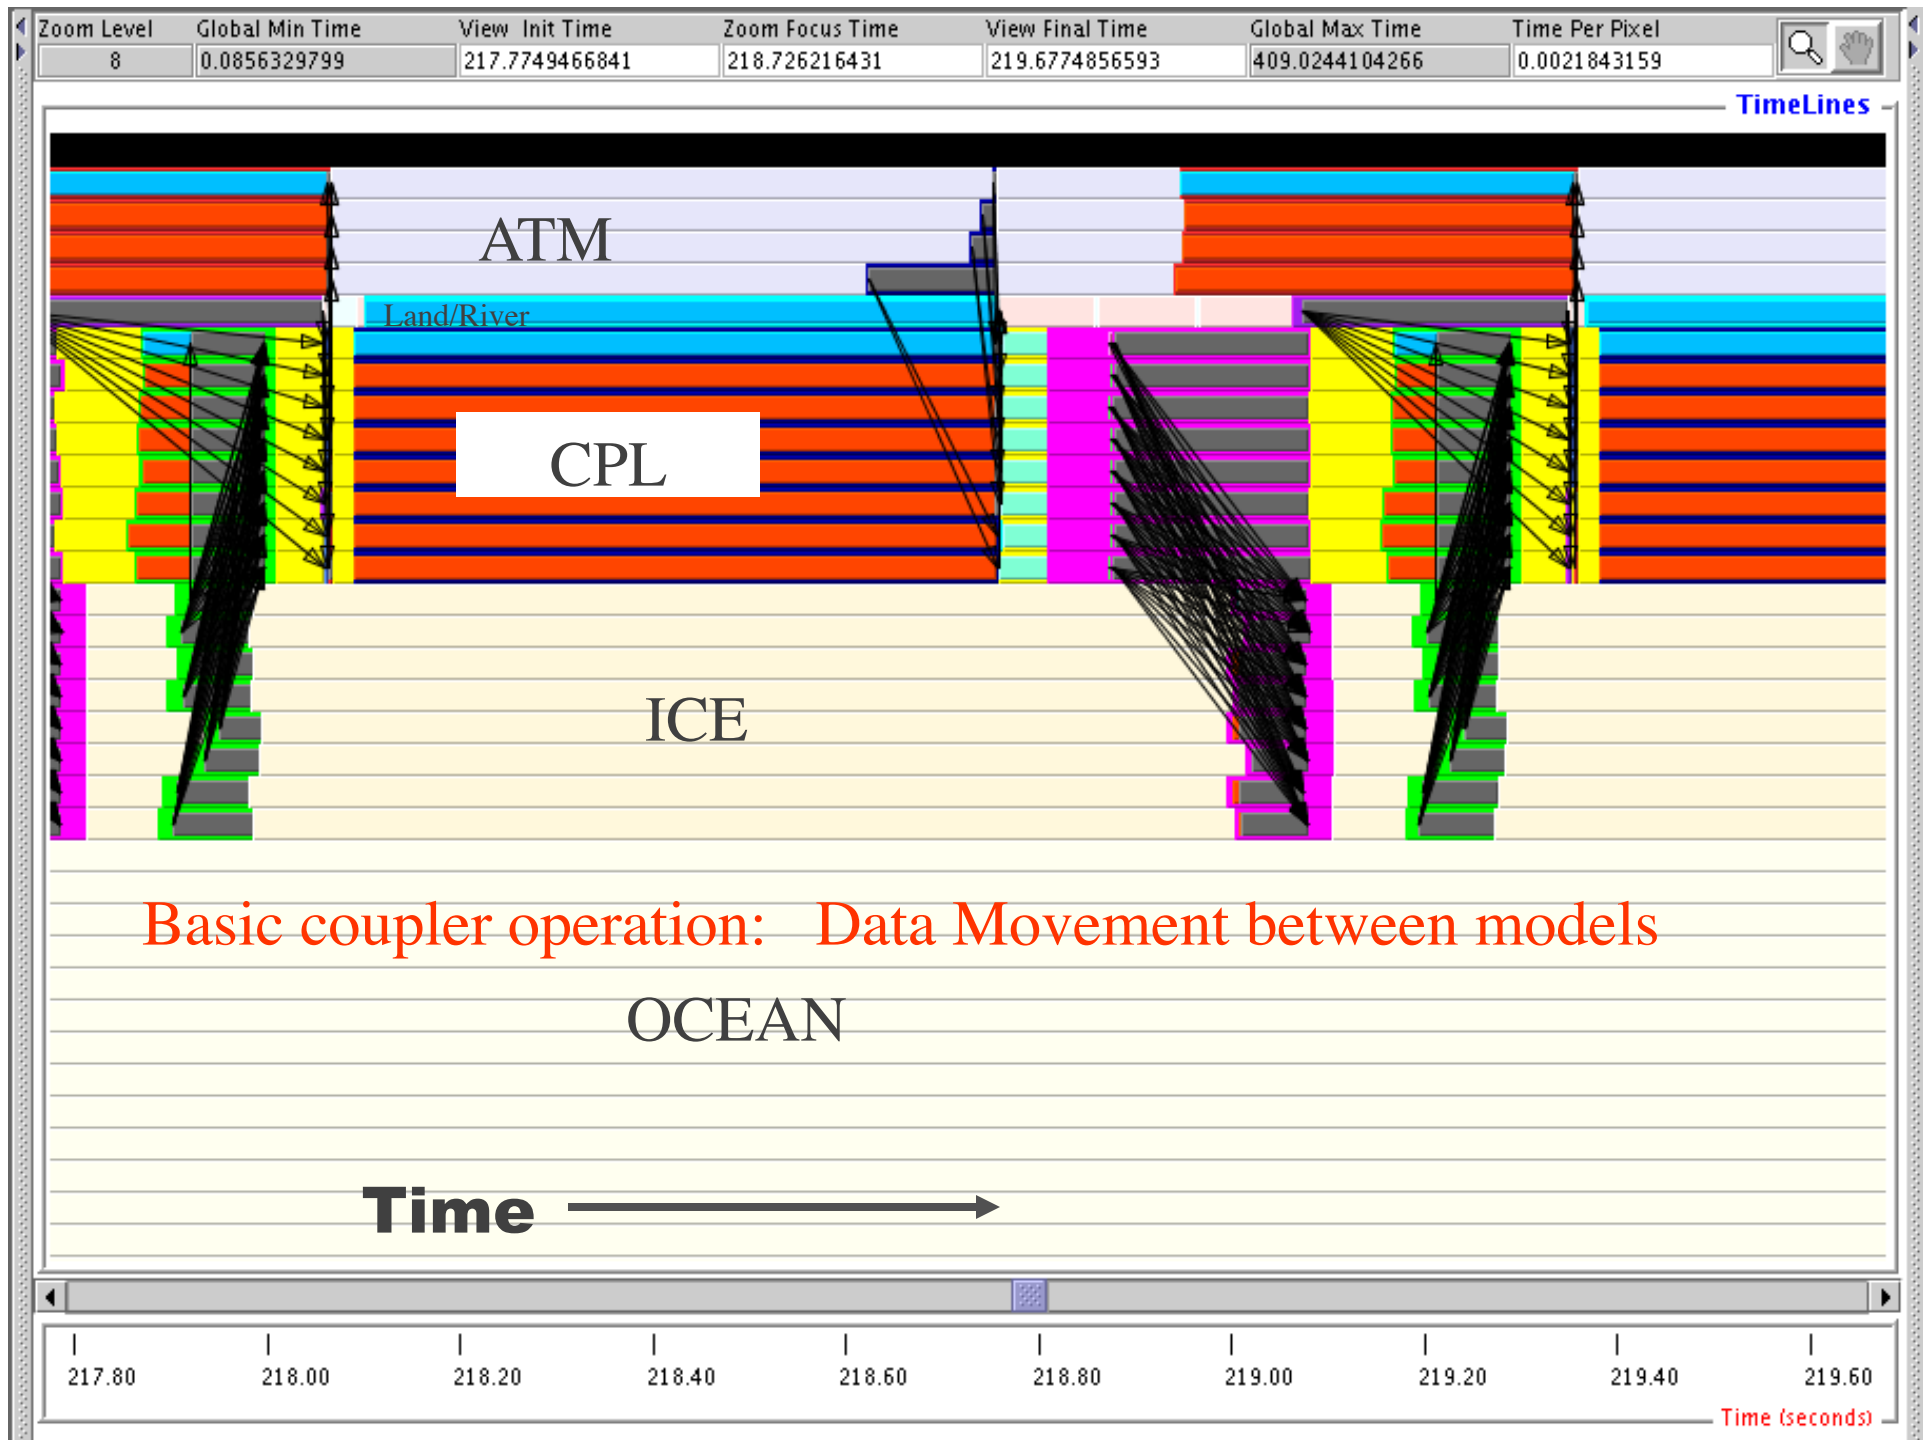 Zoom Level Global Min Time View Init Time Zoom Focus Time View Final Time Global Max Time Time Per Pixel
8 0.0856329799 217.7749466841 218.726216431 219.6774856593 409.0244104266 0.0021843159
TimeLines
ATM
Land/River
CPL
ICE
Basic coupler operation: Data Movement between models
OCEAN
Time
217.80 218.00 218.20 218.40 218.60 218.80 219.00 219.20 219.40 219.60
Time (seconds)